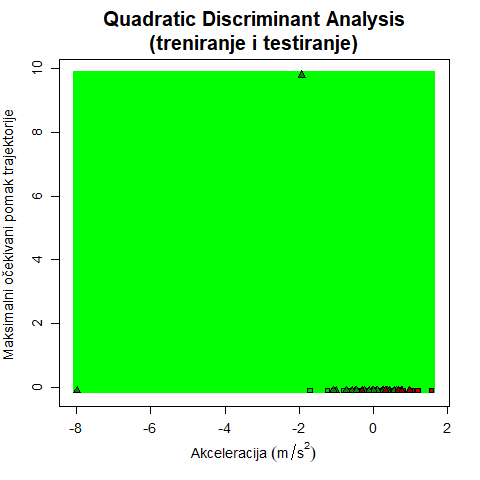 Quadratic Discriminant Analysis
(treniranje i testiranje)
Maksimalni očekivani pomak trajektorije
10
8
6
4
2
0
-8 -6 -4 -2 0 2
Akceleracija (m/s²)